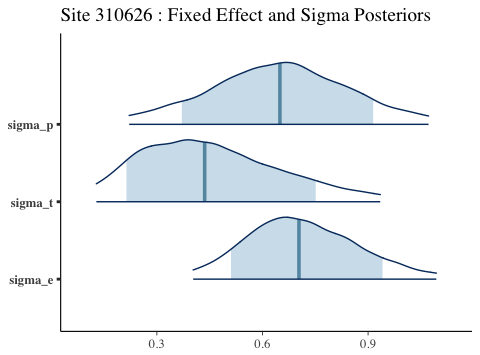 Site 310626 : Fixed Effect and Sigma Posteriors
sigma_p
sigma_t
sigma_e
0.3 0.6 0.9